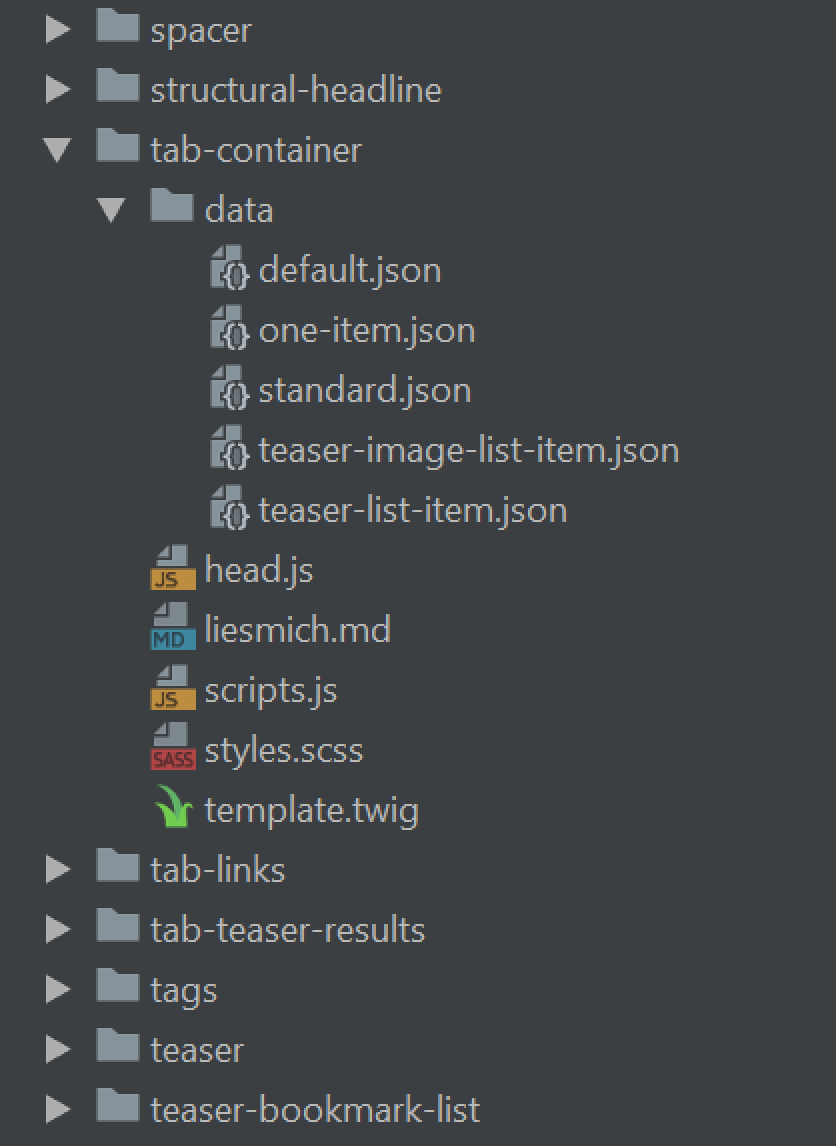 spacer
structural-headline
tab-container
data
default.json
one-item.json
standard.json
teaser-image-list-item.json
teaser-list-item.json
JS head.js
MD liesmich.md
JS scripts.js
SASS styles.scss
template.twig
tab-links
tab-teaser-results
tags
teaser
teaser-bookmark-list